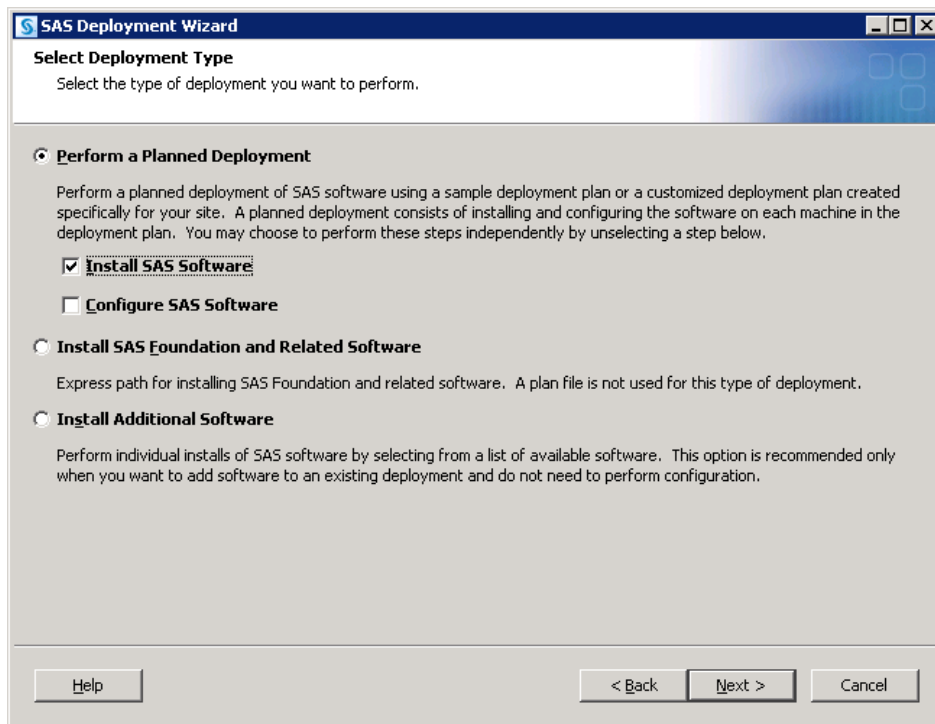 SAS Deployment Wizard
Select Deployment Type
Select the type of deployment you want to perform.
Perform a Planned Deployment
Perform a planned deployment of SAS software using a sample deployment plan or a customized deployment plan created
specifically for your site. A planned deployment consists of installing and configuring the software on each machine in the
deployment plan. You may choose to perform these steps independently by unselecting a step below.
Install SAS Software
Configure SAS Software
Install SAS Foundation and Related Software
Express path for installing SAS Foundation and related software. A plan file is not used for this type of deployment.
Install Additional Software
Perform individual installs of SAS software by selecting from a list of available software. This option is recommended only
when you want to add software to an existing deployment and do not need to perform configuration.
Help < Back Next > Cancel